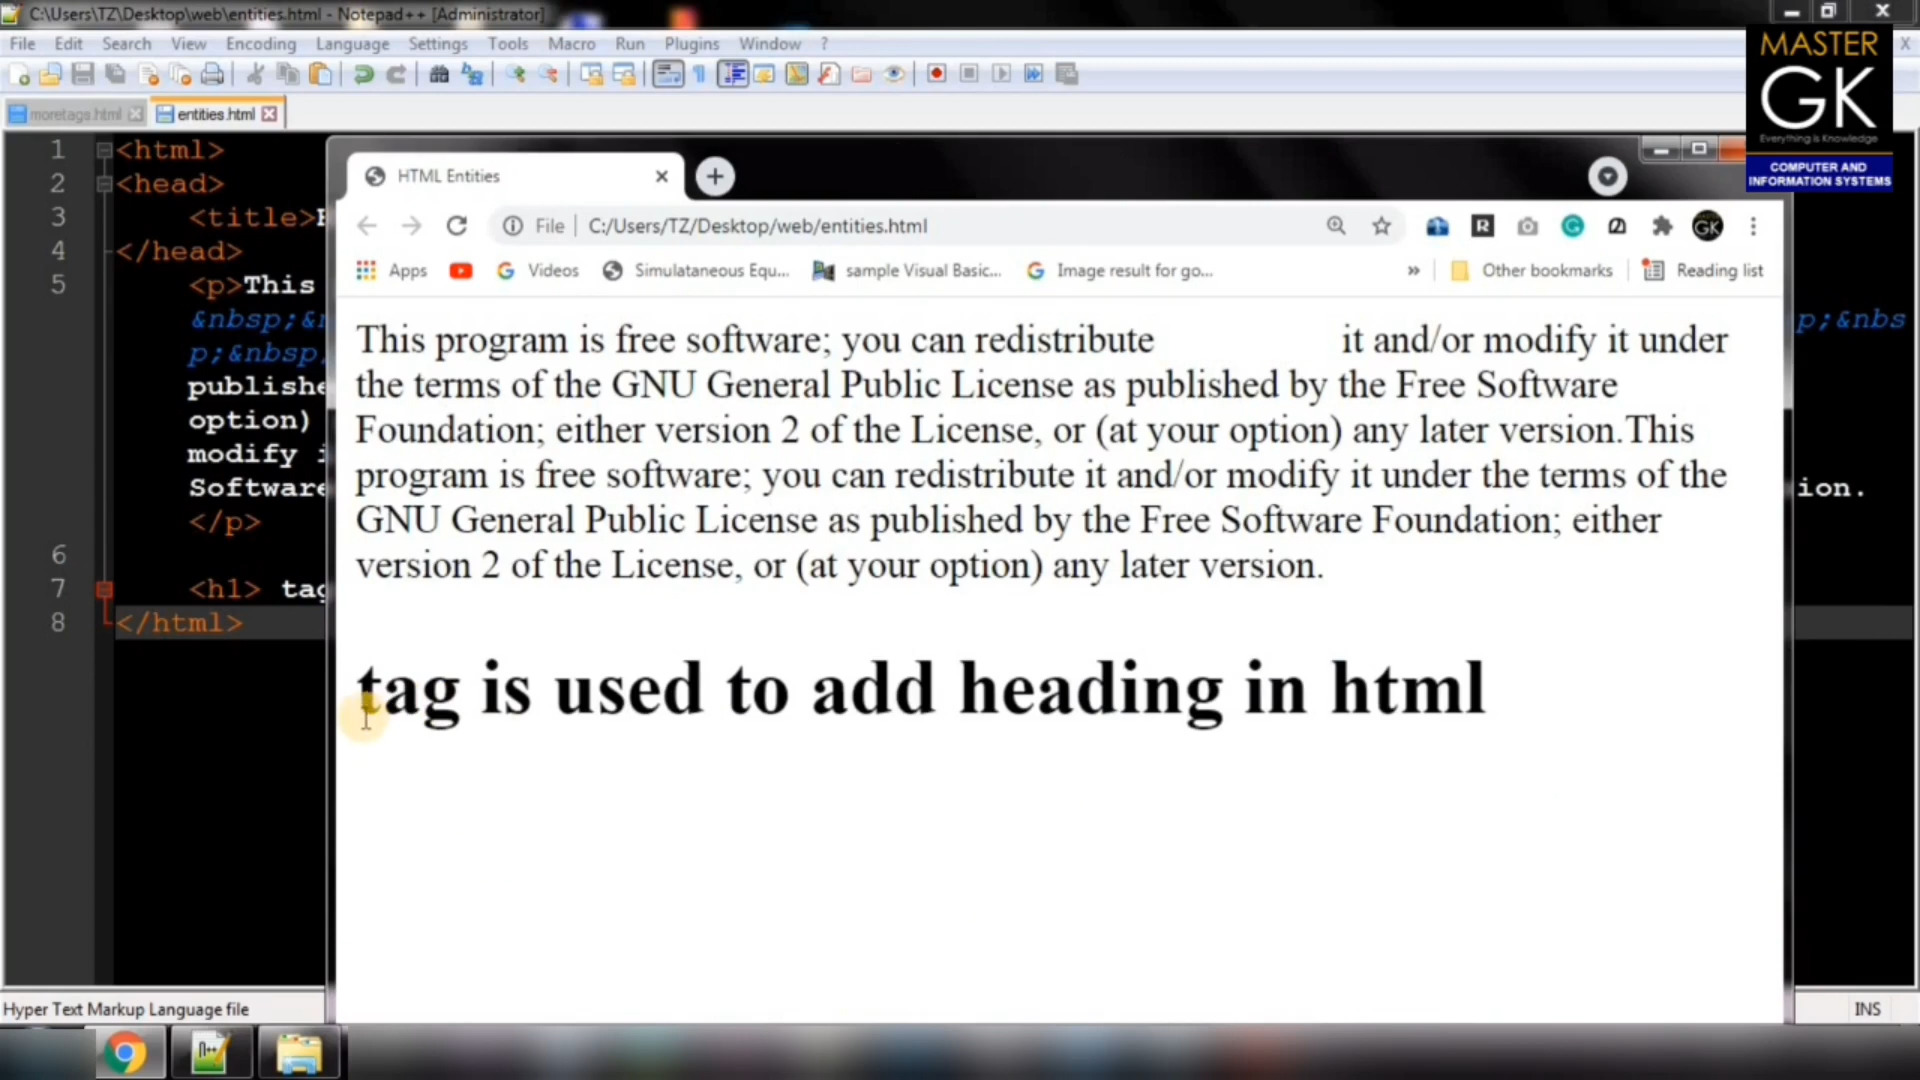 C:\Users\TZ\Desktop\web\entities.html - Notepad++ [Administrator]
File Edit Search View Encoding Language Settings Tools Macro Run Plugins Window ? X
MASTER
GK
Everything is Knowledge
COMPUTER AND
INFORMATION SYSTEMS
moretags.html entities.html
1 <html>
2 <head>
3 <title>
4 </head>
5 <p>This
&nbsp; p;&nbs
p;&nbsp;
publishe
option)
modify
Software ion.
</p>
6
7 <h1> tag
8 </html>
HTML Entities
File C:/Users/TZ/Desktop/web/entities.html
Apps Videos Simulataneous Equ... sample Visual Basic... Image result for go... » Other bookmarks Reading list
This program is free software; you can redistribute it and/or modify it under
the terms of the GNU General Public License as published by the Free Software
Foundation; either version 2 of the License, or (at your option) any later version.This
program is free software; you can redistribute it and/or modify it under the terms of the
GNU General Public License as published by the Free Software Foundation; either
version 2 of the License, or (at your option) any later version.
tag is used to add heading in html
Hyper Text Markup Language file INS